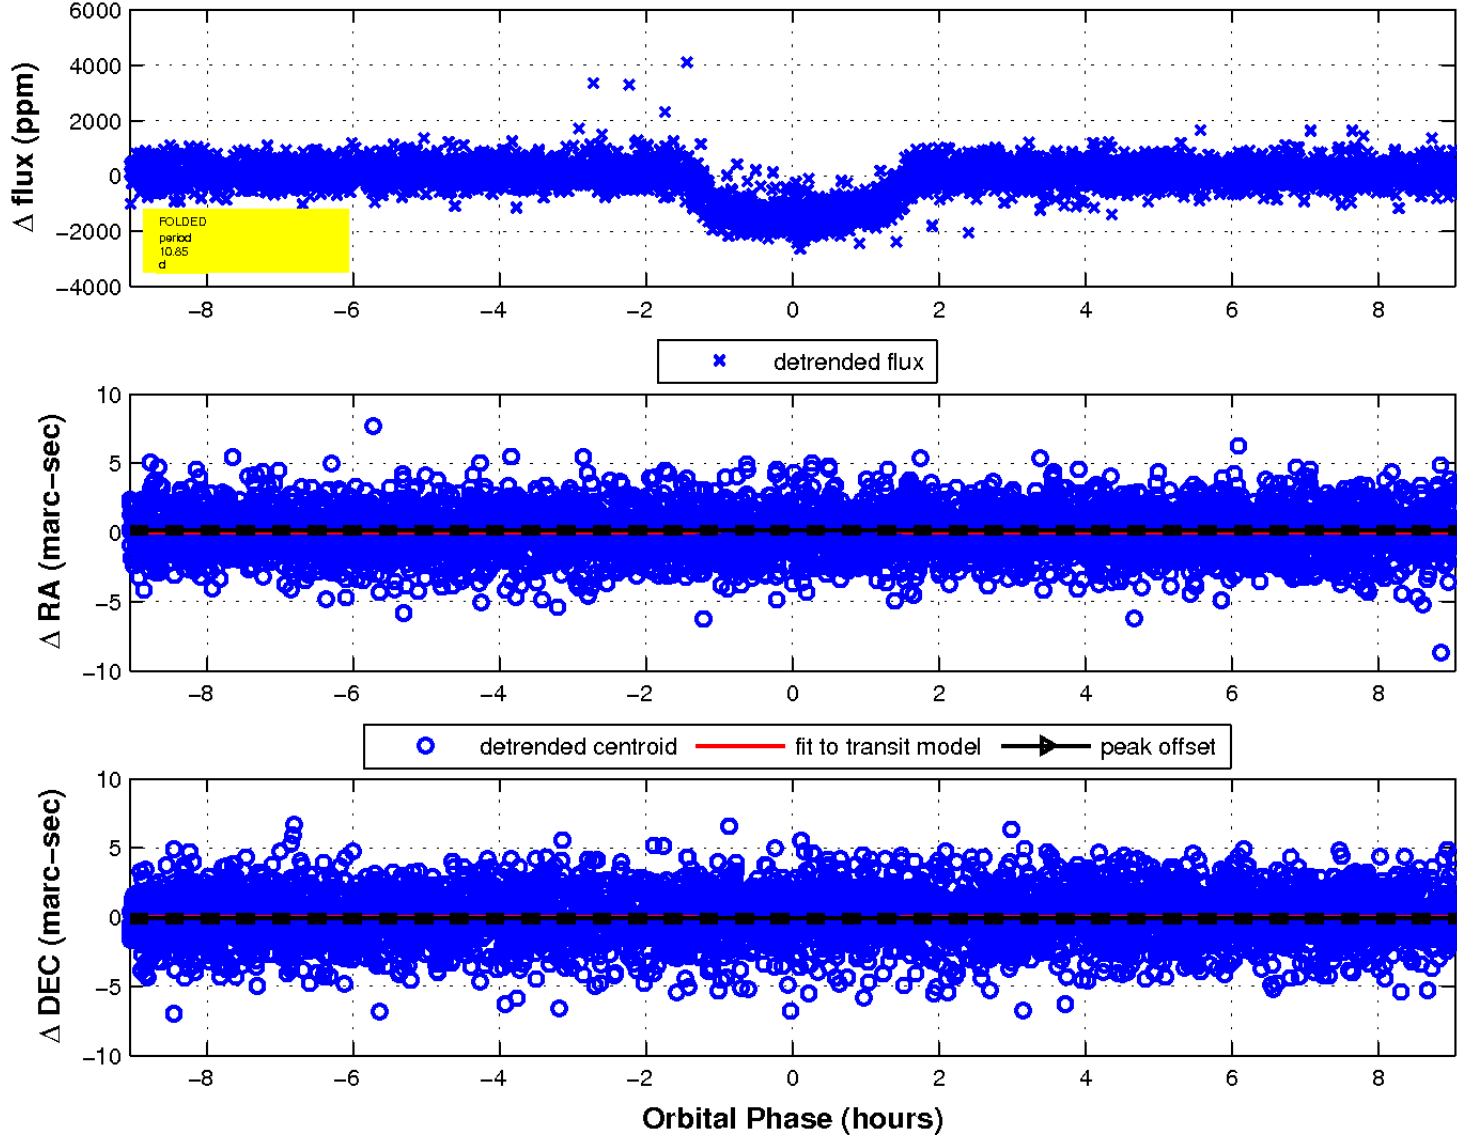 6000
4000
2000
0
−2000
−4000
Δ flux (ppm)
FOLDED
period
10.85
d
−8 −6 −4 −2 0 2 4 6 8
detrended flux
10
5
0
−5
−10
Δ RA (marc−sec)
−8 −6 −4 −2 0 2 4 6 8
detrended centroid fit to transit model peak offset
10
5
0
−5
−10
Δ DEC (marc−sec)
−8 −6 −4 −2 0 2 4 6 8
Orbital Phase (hours)